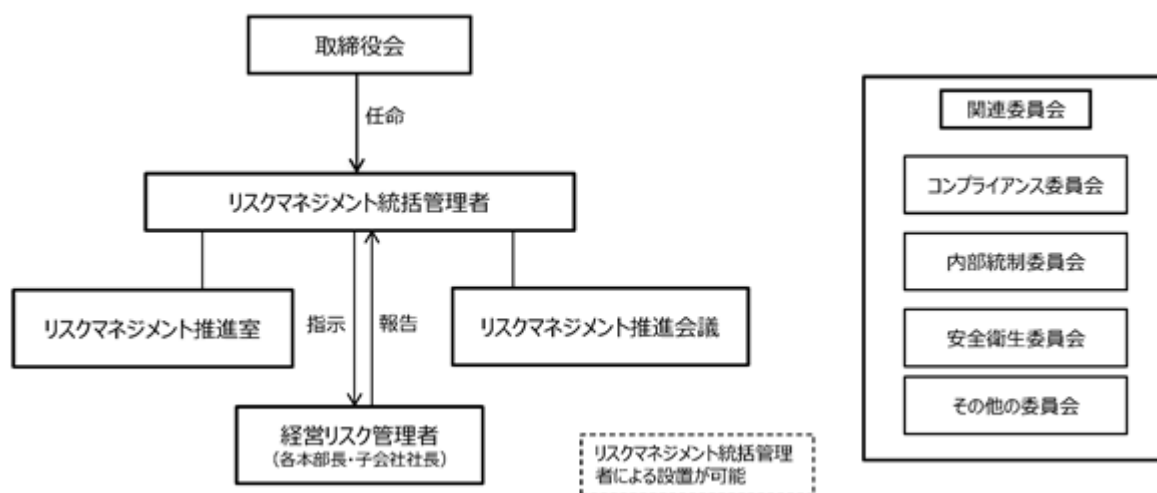 取締役会
任命
リスクマネジメント統括管理者
リスクマネジメント推進室
指示
報告
リスクマネジメント推進会議
経営リスク管理者
（各本部長・子会社社長）
リスクマネジメント統括管理
者による設置が可能
関連委員会
コンプライアンス委員会
内部統制委員会
安全衛生委員会
その他の委員会